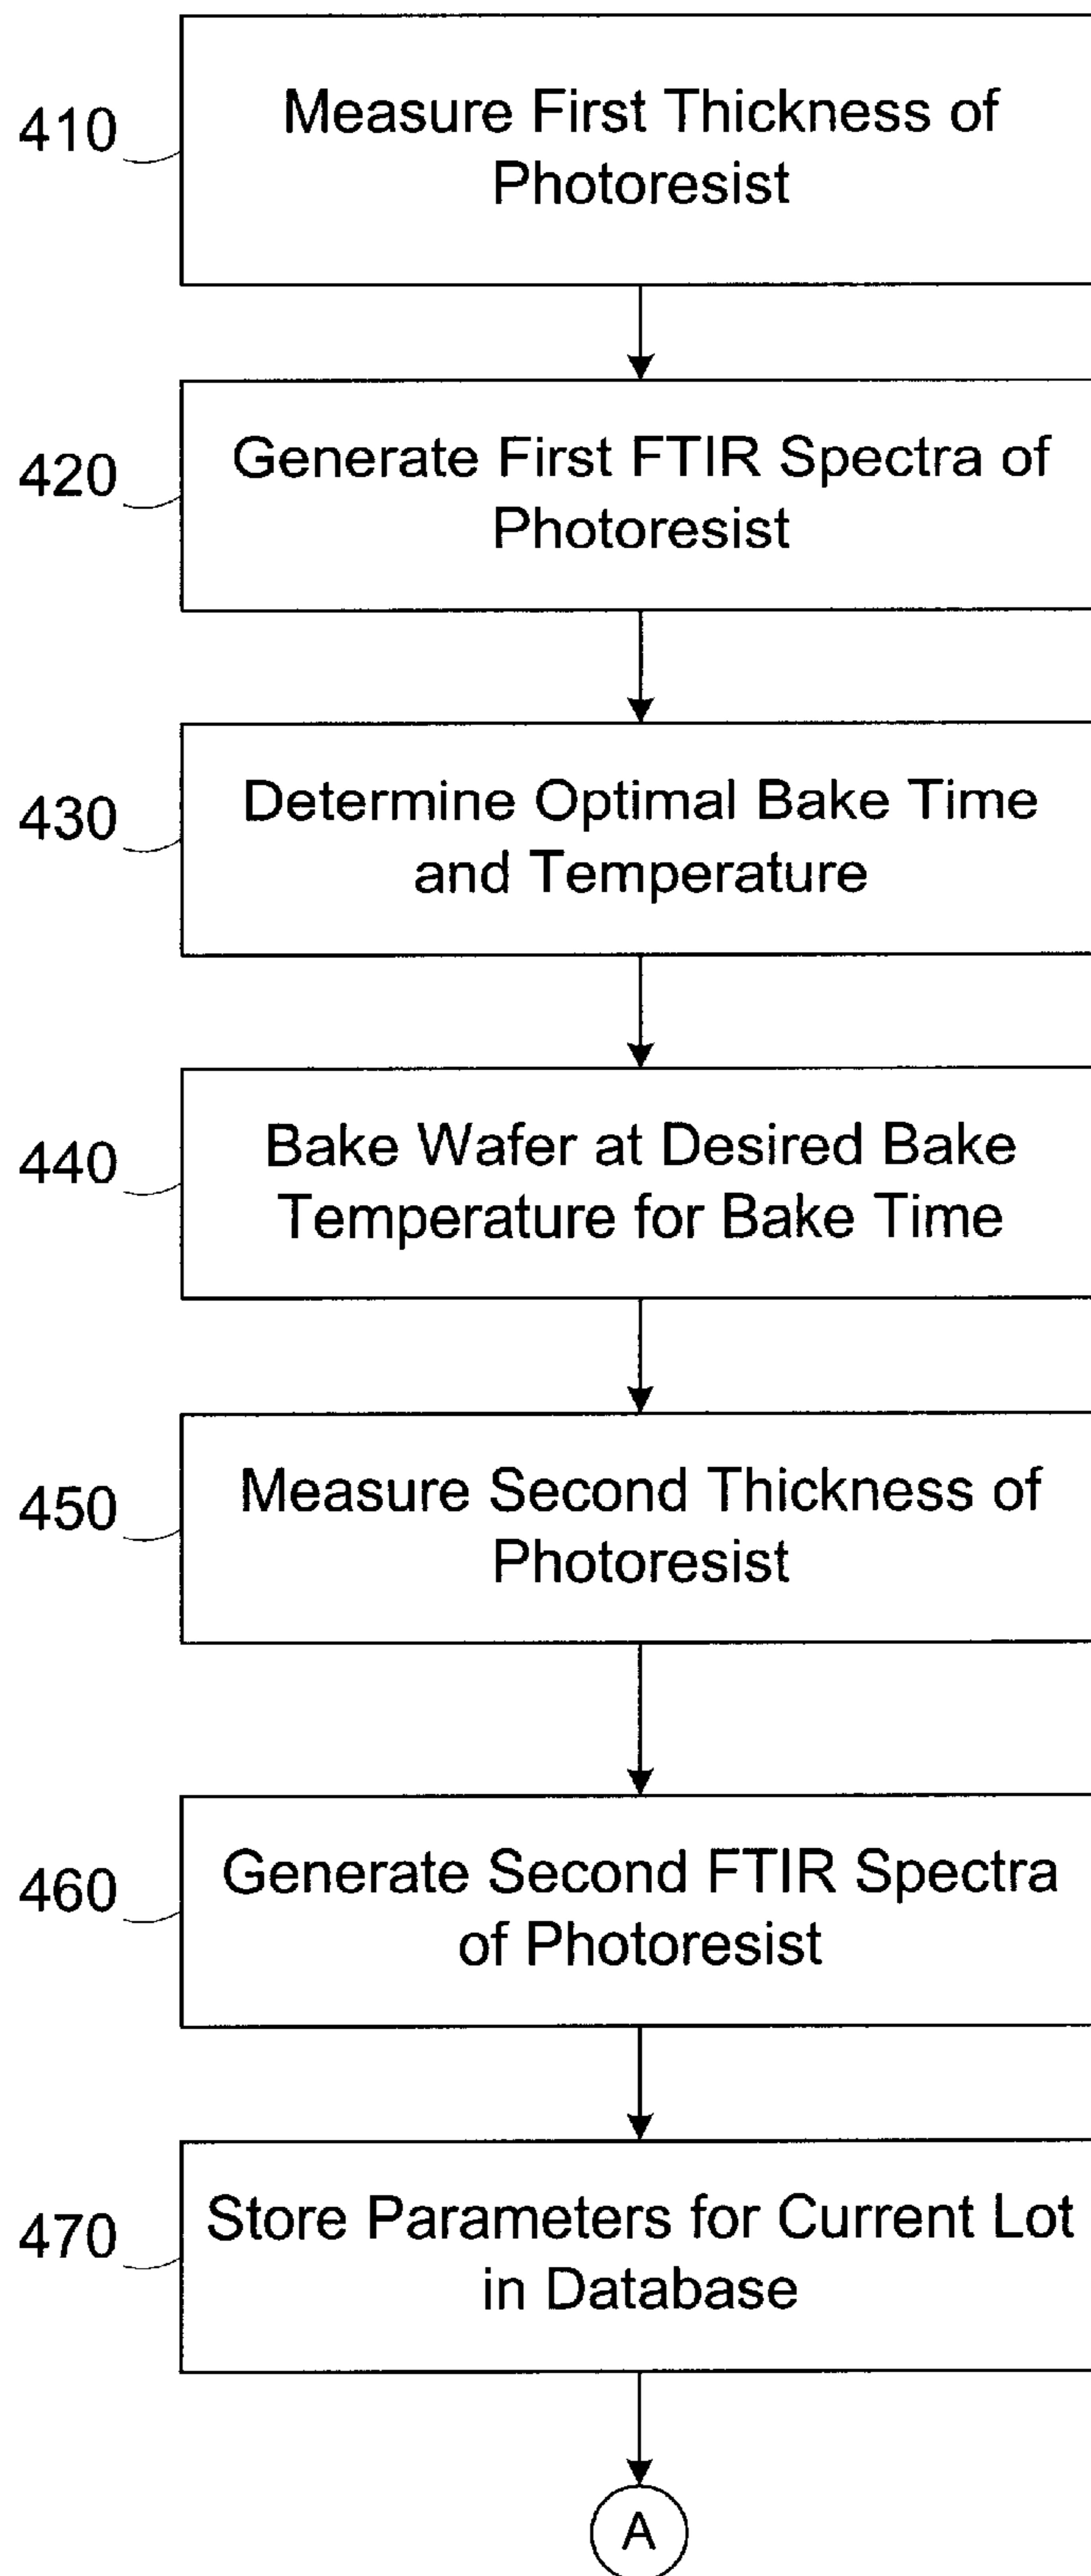 410
Measure First Thickness of
Photoresist
420
Generate First FTIR Spectra of
Photoresist
430
Determine Optimal Bake Time
and Temperature
440
Bake Wafer at Desired Bake
Temperature for Bake Time
450
Measure Second Thickness of
Photoresist
460
Generate Second FTIR Spectra
of Photoresist
470
Store Parameters for Current Lot
in Database
A